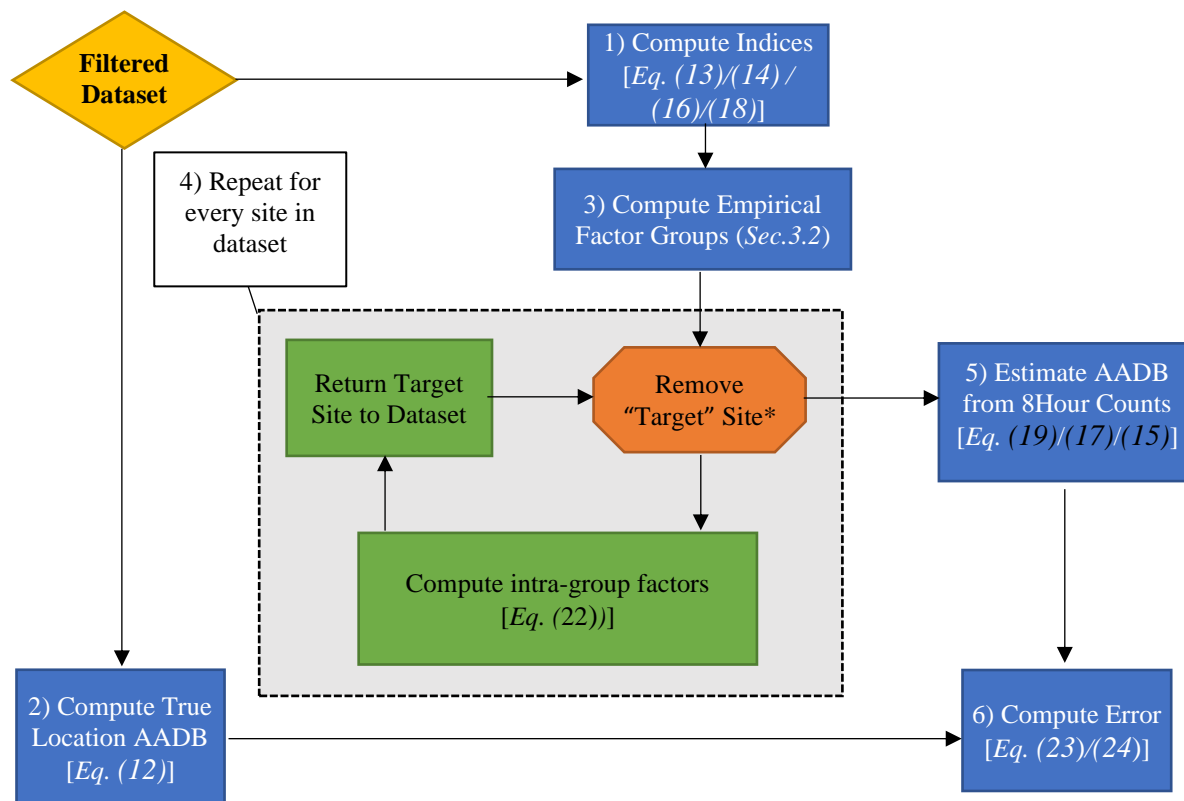 Filtered
Dataset
1) Compute Indices
[Eq. (13)/(14) /
(16)/(18)]
4) Repeat for
every site in
dataset
3) Compute Empirical
Factor Groups (Sec.3.2)
Return Target
Site to Dataset
Remove
“Target” Site*
5) Estimate AADB
from 8Hour Counts
[Eq. (19)/(17)/(15)]
Compute intra-group factors
[Eq. (22))]
2) Compute True
Location AADB
[Eq. (12)]
6) Compute Error
[Eq. (23)/(24)]